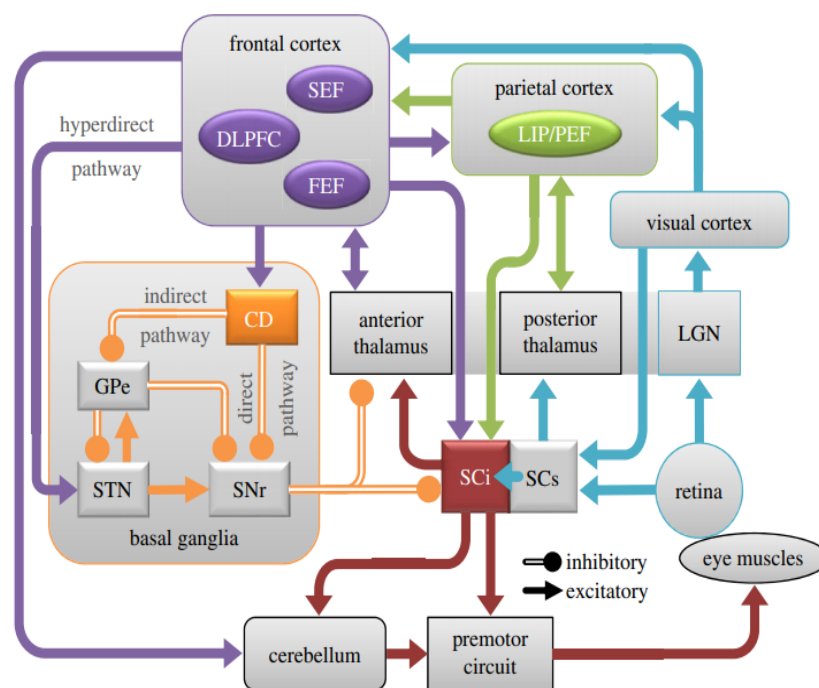 frontal cortex
SEF
DLPFC
FEF
parietal cortex
LIP/PEF
hyperdirect
pathway
visual cortex
indirect
pathway
CD
GPe
direct
pathway
STN
SNr
basal ganglia
anterior
thalamus
posterior
thalamus
LGN
SCi
SCs
retina
eye muscles
inhibitory
excitatory
cerebellum
premotor
circuit